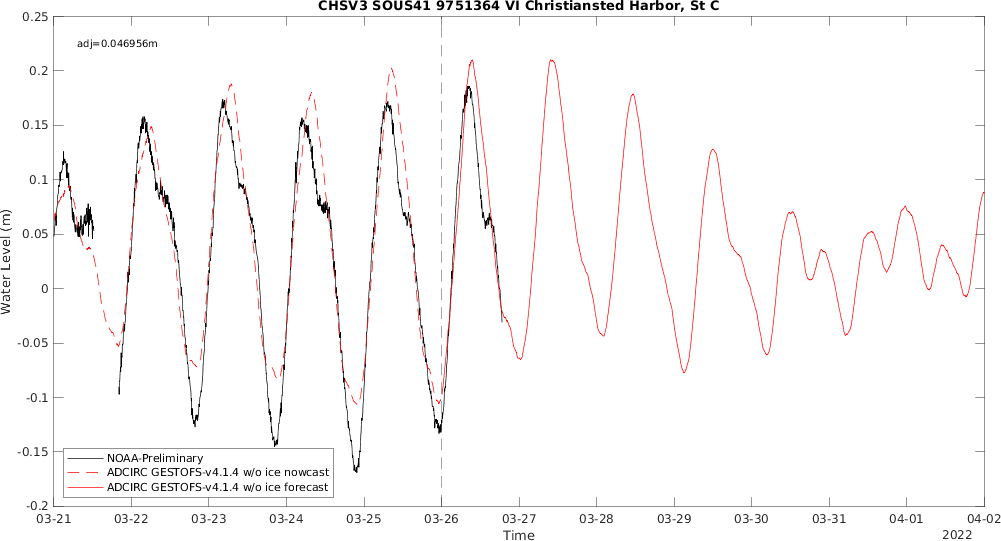 CHSV3 SOUS41 9751364 VI Christiansted Harbor, St C
adj=0.046956m
Water Level (m)
0.25
0.2
0.15
0.1
0.05
0
-0.05
-0.1
-0.15
-0.2
NOAA-Preliminary
ADCIRC GESTOFS-v4.1.4 w/o ice nowcast
ADCIRC GESTOFS-v4.1.4 w/o ice forecast
03-21 03-22 03-23 03-24 03-25 03-26 03-27 03-28 03-29 03-30 03-31 04-01 04-02
Time
2022